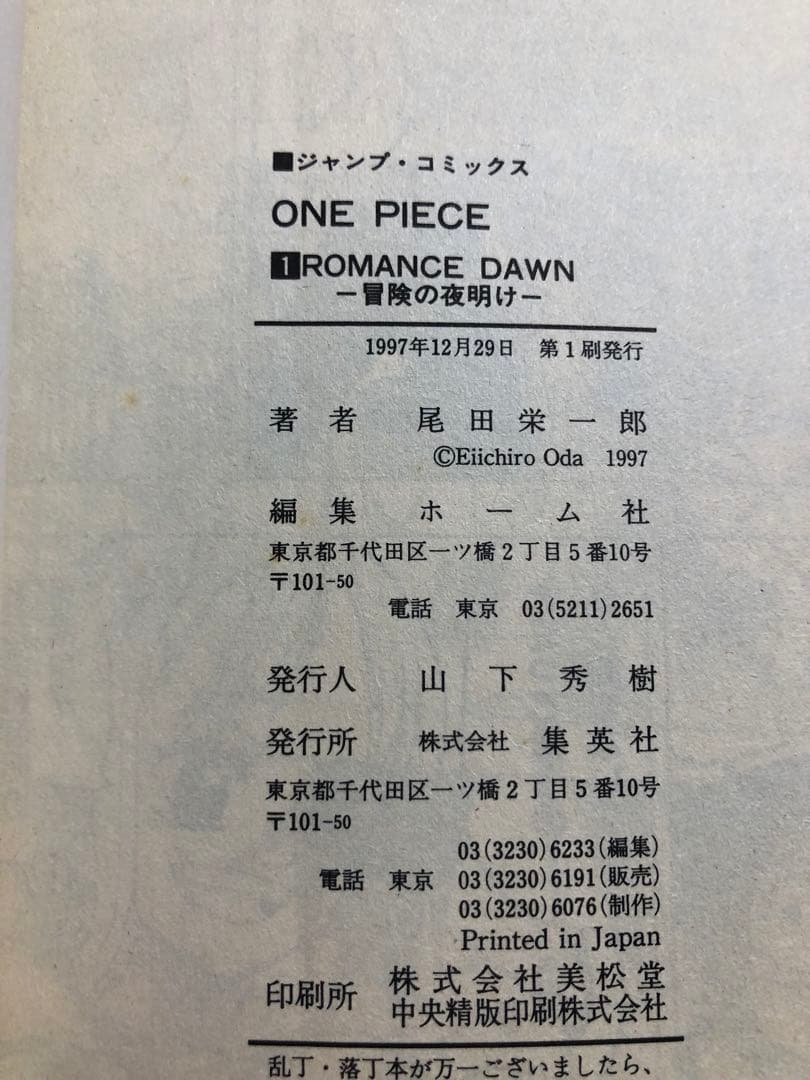 ■ジャンプ・コミックス
ONE PIECE
1 ROMANCE DAWN
－冒険の夜明け－
1997年12月29日　第1刷発行
著者　尾田栄一郎
©Eiichiro Oda 1997
編集　ホーム社
東京都千代田区一ツ橋2丁目5番10号
〒101-50
電話　東京　03(5211)2651
発行人　山下秀樹
発行所　株式会社　集英社
東京都千代田区一ツ橋2丁目5番10号
〒101-50
03(3230)6233(編集)
電話　東京　03(3230)6191(販売)
03(3230)6076(制作)
Printed in Japan
印刷所　株式会社美松堂
中央精版印刷株式会社
乱丁・落丁本が万一ございましたら、